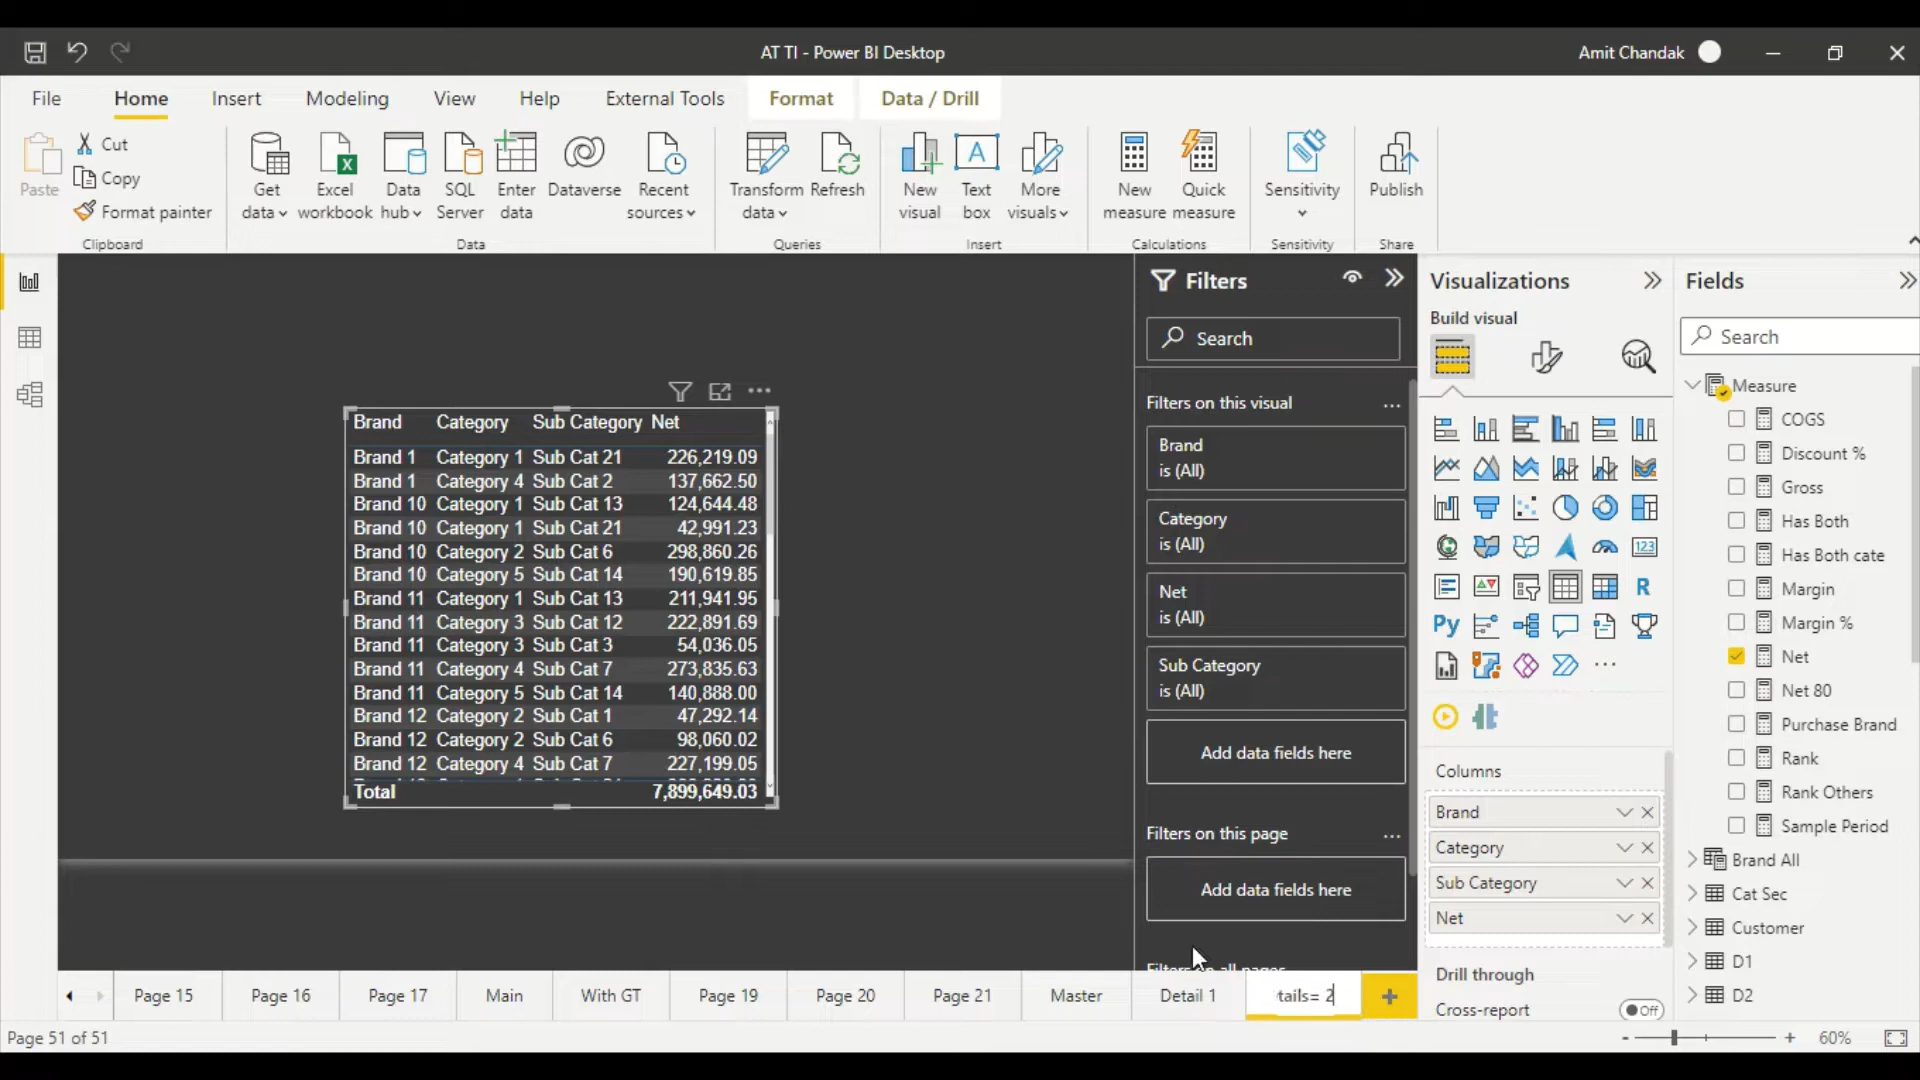 AT TI - Power BI Desktop
Amit Chandak
File Home Insert Modeling View Help External Tools Format Data / Drill
Paste
Cut
Copy
Format painter
Clipboard
Get data
Excel workbook
Data hub
SQL Server
Enter data
Dataverse
Recent sources
Data
Transform data
Refresh
Queries
New visual
Text box
A
More visuals
Insert
New measure
Quick measure
Calculations
Sensitivity
Sensitivity
Publish
Share
Brand Category Sub Category Net
Brand 1 Category 1 Sub Cat 21 226,219.09
Brand 1 Category 4 Sub Cat 2 137,662.50
Brand 10 Category 1 Sub Cat 13 124,644.48
Brand 10 Category 1 Sub Cat 21 42,991.23
Brand 10 Category 2 Sub Cat 6 298,860.26
Brand 10 Category 5 Sub Cat 14 190,619.85
Brand 11 Category 1 Sub Cat 13 211,941.95
Brand 11 Category 3 Sub Cat 12 222,891.69
Brand 11 Category 3 Sub Cat 3 54,036.05
Brand 11 Category 4 Sub Cat 7 273,835.63
Brand 11 Category 5 Sub Cat 14 140,888.00
Brand 12 Category 2 Sub Cat 1 47,292.14
Brand 12 Category 2 Sub Cat 6 98,060.02
Brand 12 Category 4 Sub Cat 7 227,199.05
Total 7,899,649.03
Filters
Search
Filters on this visual
Brand
is (All)
Category
is (All)
Net
is (All)
Sub Category
is (All)
Add data fields here
Filters on this page
Add data fields here
Filters on all pages
Visualizations
Build visual
123
R
Py
Columns
Brand
Category
Sub Category
Net
Drill through
Cross-report
Off
Fields
Search
Measure
COGS
Discount %
Gross
Has Both
Has Both cate
Margin
Margin %
Net
Net 80
Purchase Brand
Rank
Rank Others
Sample Period
Brand All
Cat Sec
Customer
D1
D2
Page 15 Page 16 Page 17 Main With GT Page 19 Page 20 Page 21 Master Detail 1 tails= 2
Page 51 of 51
- + 60%